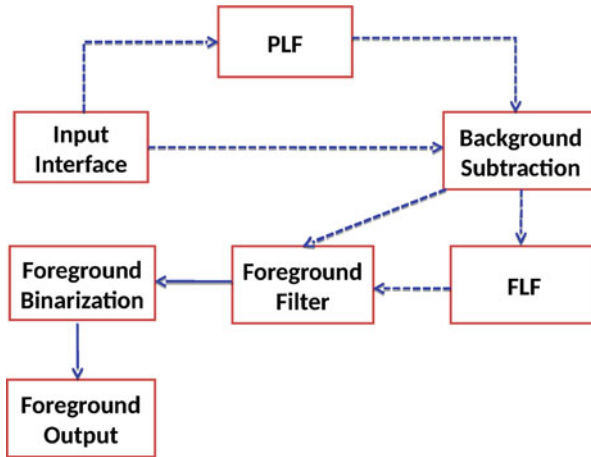 PLF
Input
Interface
Background
Subtraction
Foreground
Binarization
Foreground
Filter
FLF
Foreground
Output